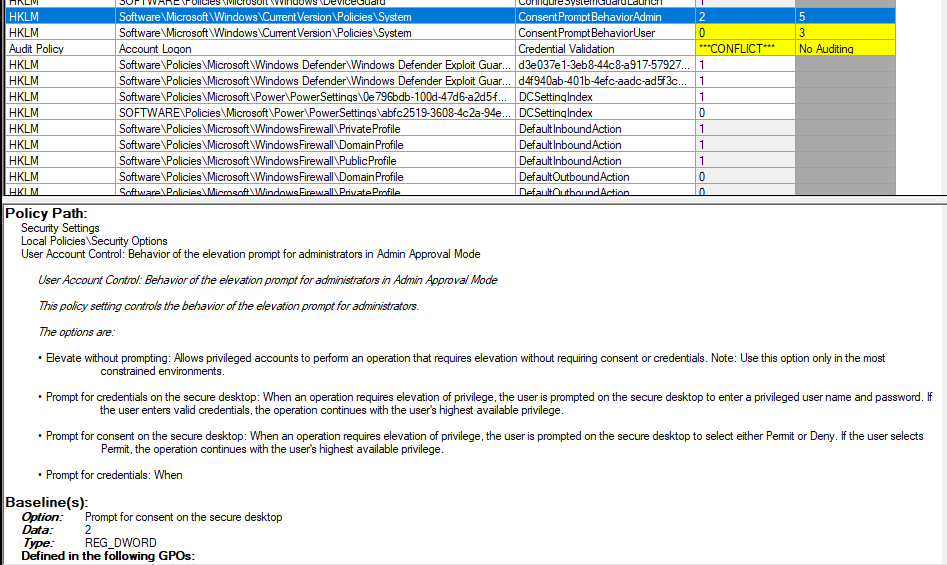 HKLM SOFTWARE\Policies\Microsoft\Windows\DeviceGuard ConfigureSystemGuardLaunch 1
HKLM Software\Microsoft\Windows\CurrentVersion\Policies\System ConsentPromptBehaviorAdmin 2 5
HKLM Software\Microsoft\Windows\CurrentVersion\Policies\System ConsentPromptBehaviorUser 0 3
Audit Policy Account Logon Credential Validation ***CONFLICT*** No Auditing
HKLM Software\Policies\Microsoft\Windows Defender\Windows Defender Exploit Guar... d3e037e1-3eb8-44c8-a917-57927... 1
HKLM Software\Policies\Microsoft\Windows Defender\Windows Defender Exploit Guar... d4f940ab-401b-4efc-aadc-ad5f3c... 1
HKLM Software\Policies\Microsoft\Power\PowerSettings\0e796bdb-100d-47d6-a2d5-f... DCSettingIndex 1
HKLM SOFTWARE\Policies\Microsoft\Power\PowerSettings\abfc2519-3608-4c2a-94e... DCSettingIndex 0
HKLM Software\Policies\Microsoft\WindowsFirewall\PrivateProfile DefaultInboundAction 1
HKLM Software\Policies\Microsoft\WindowsFirewall\DomainProfile DefaultInboundAction 1
HKLM Software\Policies\Microsoft\WindowsFirewall\PublicProfile DefaultInboundAction 1
HKLM Software\Policies\Microsoft\WindowsFirewall\DomainProfile DefaultOutboundAction 0
HKLM Software\Policies\Microsoft\WindowsFirewall\PrivateProfile DefaultOutboundAction 0
Policy Path:
Security Settings
Local Policies\Security Options
User Account Control: Behavior of the elevation prompt for administrators in Admin Approval Mode
User Account Control: Behavior of the elevation prompt for administrators in Admin Approval Mode
This policy setting controls the behavior of the elevation prompt for administrators.
The options are:
• Elevate without prompting: Allows privileged accounts to perform an operation that requires elevation without requiring consent or credentials. Note: Use this option only in the most
constrained environments.
• Prompt for credentials on the secure desktop: When an operation requires elevation of privilege, the user is prompted on the secure desktop to enter a privileged user name and password. If
the user enters valid credentials, the operation continues with the user's highest available privilege.
• Prompt for consent on the secure desktop: When an operation requires elevation of privilege, the user is prompted on the secure desktop to select either Permit or Deny. If the user selects
Permit, the operation continues with the user's highest available privilege.
• Prompt for credentials: When
Baseline(s):
Option: Prompt for consent on the secure desktop
Data: 2
Type: REG_DWORD
Defined in the following GPOs: